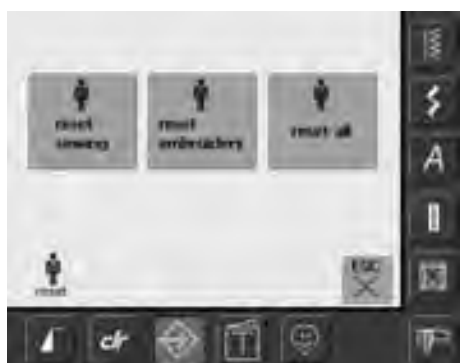 reset
sewing
reset
embroidery
reset all
reset
ESC
A
clr
T